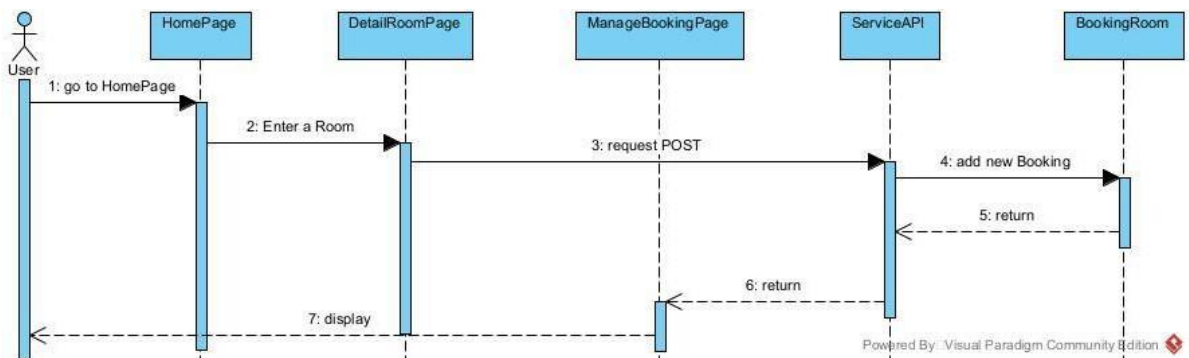 HomePage
DetailRoomPage
ManageBookingPage
ServiceAPI
BookingRoom
User
1: go to HomePage
2: Enter a Room
3: request POST
4: add new Booking
5: return
6: return
7: display
Powered By Visual Paradigm Community Edition